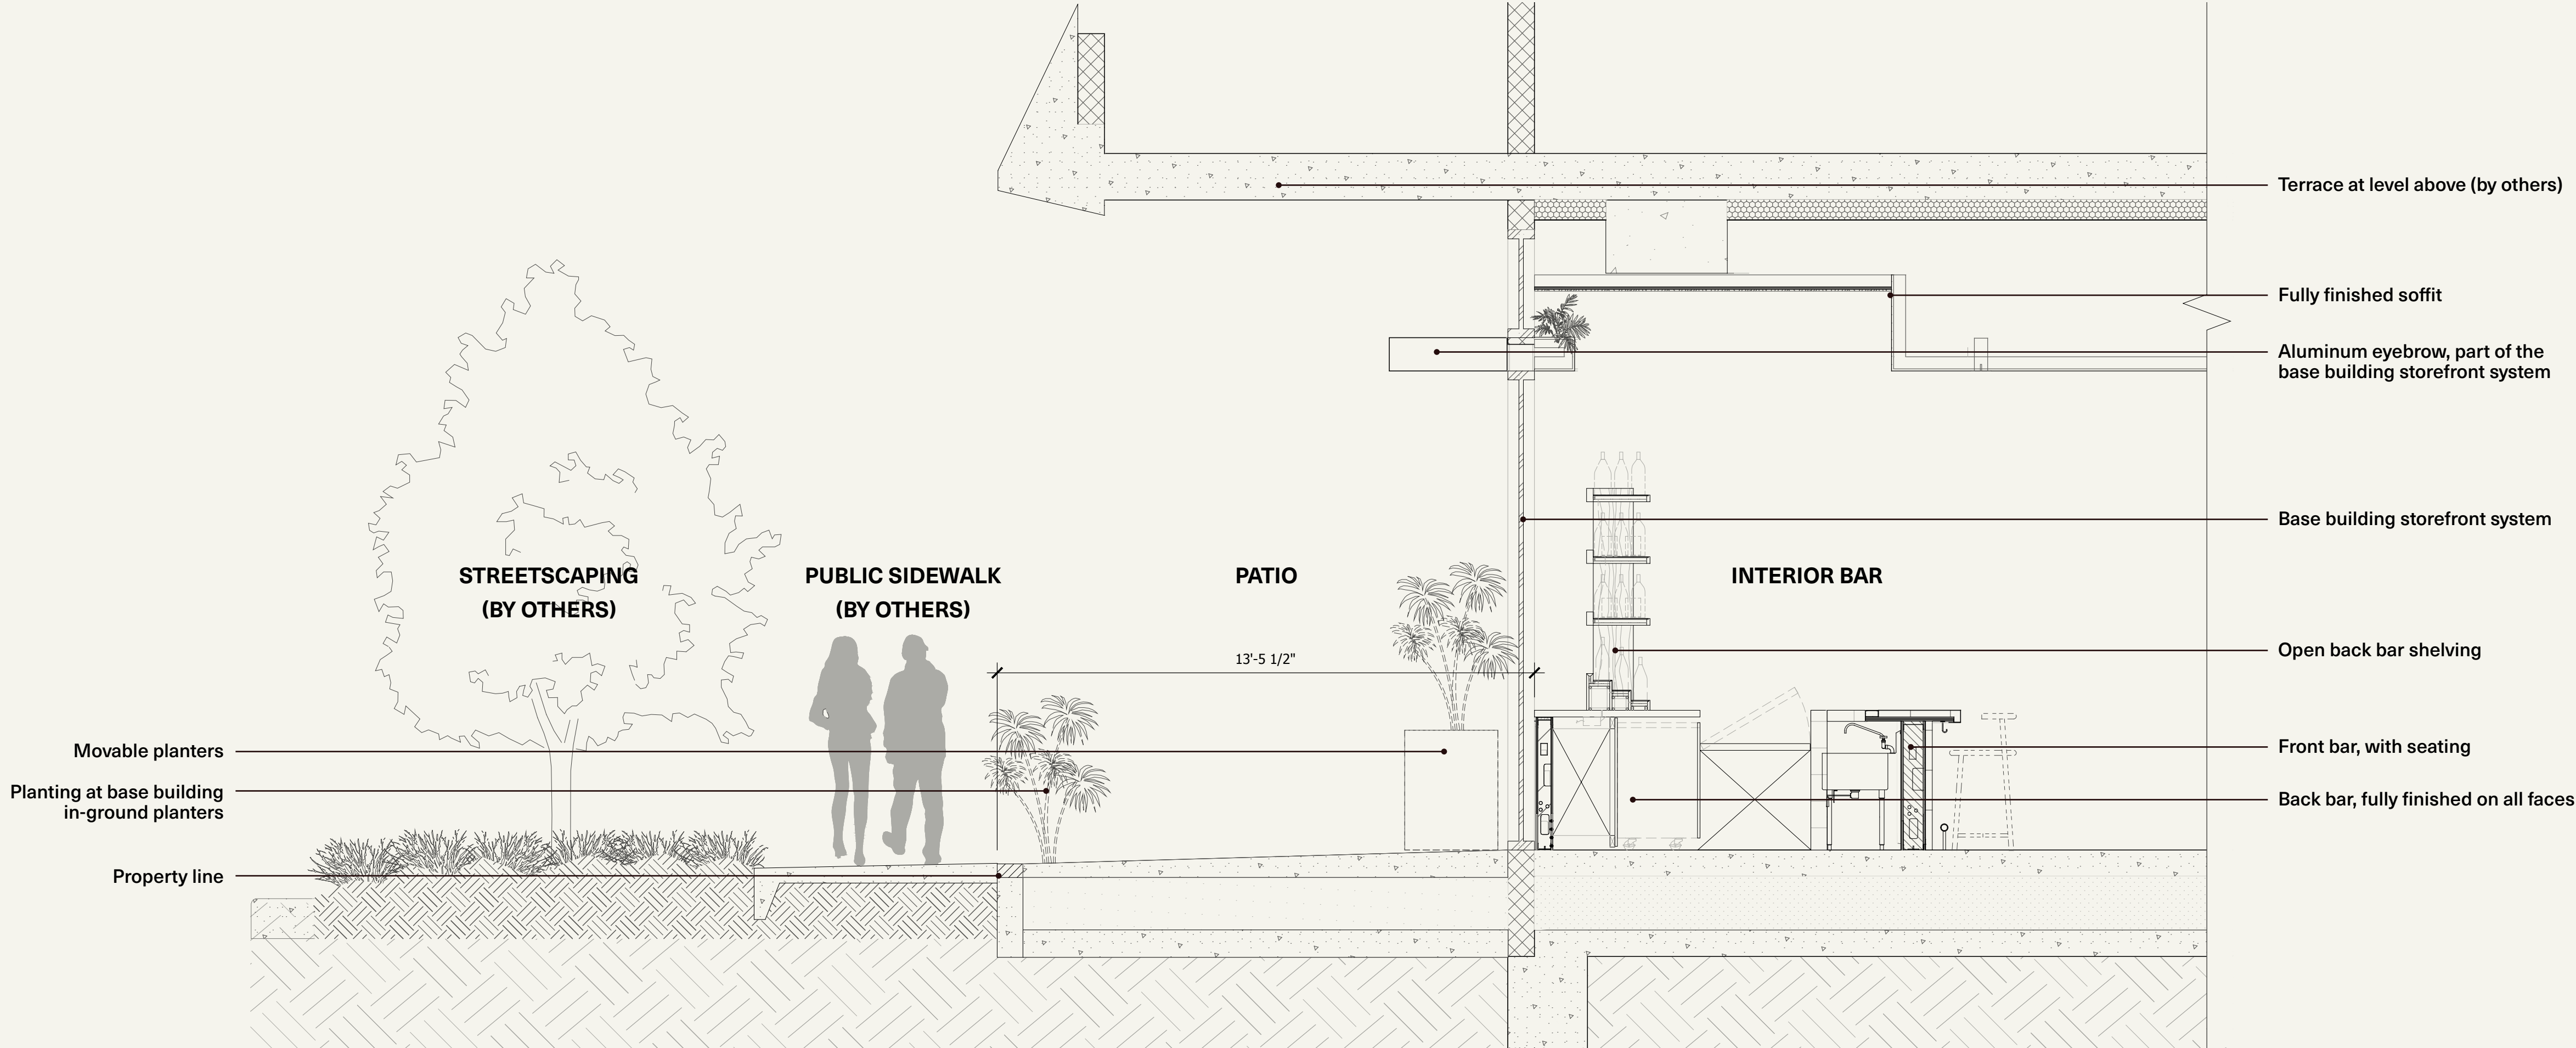 Terrace at level above (by others)
Fully finished soffit
Aluminum eyebrow, part of the
base building storefront system
Base building storefront system
STREETSCAPING
(BY OTHERS)
PUBLIC SIDEWALK
(BY OTHERS)
PATIO
INTERIOR BAR
13'-5 1/2"
Open back bar shelving
Movable planters
Front bar, with seating
Planting at base building
in-ground planters
Back bar, fully finished on all faces
Property line